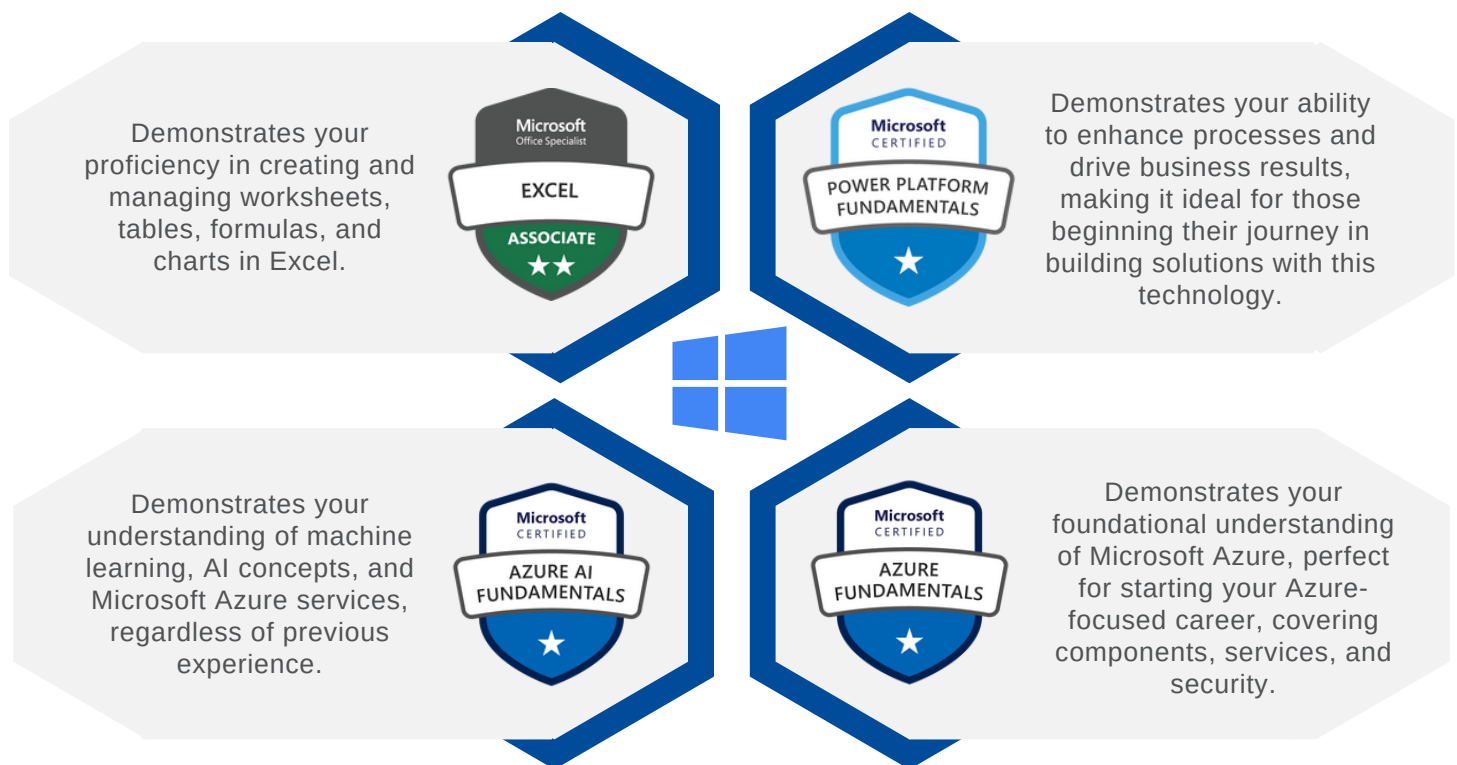 Demonstrates your
proficiency in creating and
managing worksheets,
tables, formulas, and
charts in Excel.
Microsoft
Office Specialist
EXCEL
ASSOCIATE
Microsoft
CERTIFIED
POWER PLATFORM
FUNDAMENTALS
Demonstrates your ability
to enhance processes and
drive business results,
making it ideal for those
beginning their journey in
building solutions with this
technology.
Demonstrates your
understanding of machine
learning, AI concepts, and
Microsoft Azure services,
regardless of previous
experience.
Microsoft
CERTIFIED
AZURE AI
FUNDAMENTALS
Microsoft
CERTIFIED
AZURE
FUNDAMENTALS
Demonstrates your
foundational understanding
of Microsoft Azure, perfect
for starting your Azure-
focused career, covering
components, services, and
security.